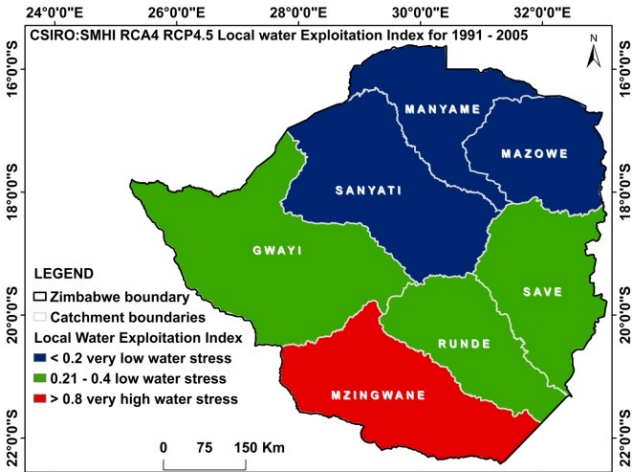 24°0'0"E 26°0'0"E 28°0'0"E 30°0'0"E 32°0'0"E
CSIRO:SMHI RCA4 RCP4.5 Local water Exploitation Index for 1991 - 2005
N
16°0'0"S 16°0'0"S
MANYAME
MAZOWE
SANYATI
18°0'0"S 18°0'0"S
GWAYI
SAVE
LEGEND
Zimbabwe boundary
Catchment boundaries
20°0'0"S 20°0'0"S
Local Water Exploitation Index
RUNDE
< 0.2 very low water stress
0.21 - 0.4 low water stress
> 0.8 very high water stress
MZINGWANE
22°0'0"S 22°0'0"S
0 75 150 Km